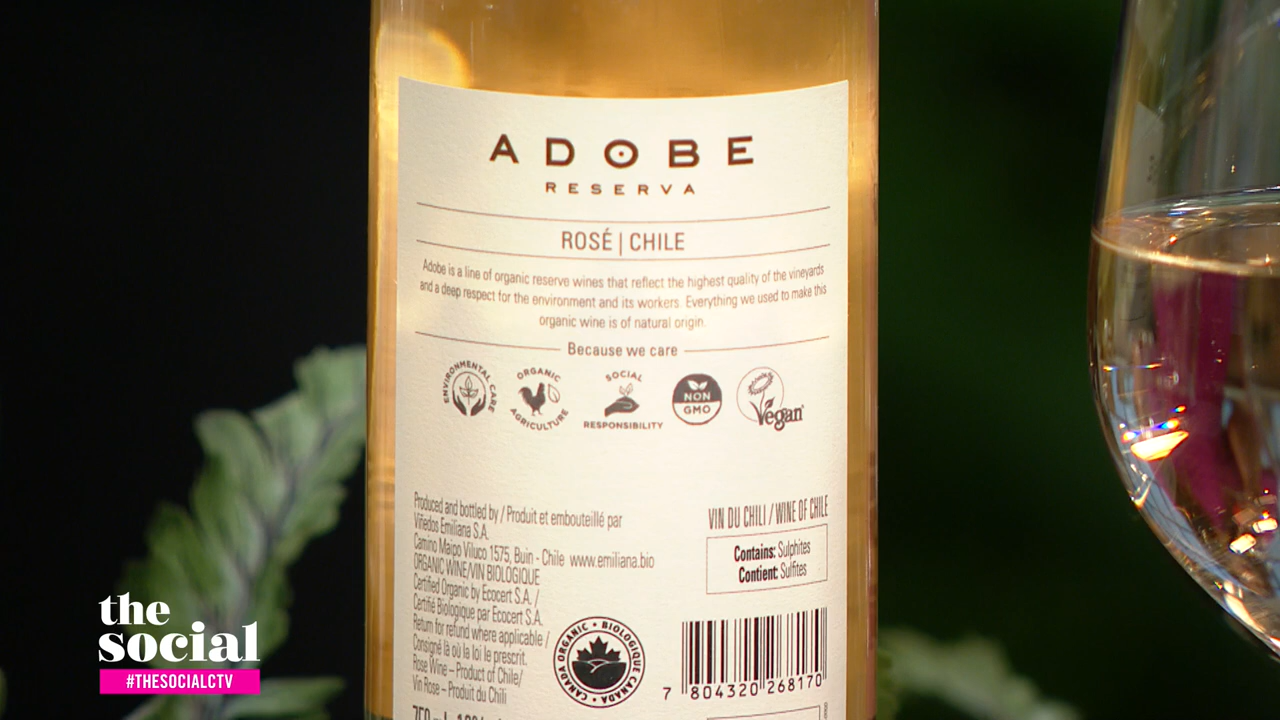 ADOBE
RESERVA
ROSÉ | CHILE
Adobe is a line of organic reserve wines that reflect the highest quality of the vineyards
and a deep respect for the environment and its workers. Everything we used to make this
organic wine is of natural origin.
Because we care
ENVIRONMENTAL CARE
ORGANIC AGRICULTURE
SOCIAL
RESPONSIBILITY
NON
GMO
Vegan
Produced and bottled by / Produit et embouteillé par
Viñedos Emiliana S.A.
Camino Maipo Viluco 1575, Buin - Chile www.emiliana.bio
ORGANIC WINE/VIN BIOLOGIQUE
Certified Organic by Ecocert S.A. /
Certifié Biologique par Ecocert S.A.
Return for refund where applicable /
Consigné là où la loi le prescrit.
Rose Wine – Product of Chile/
Vin Rose – Produit du Chili
VIN DU CHILI / WINE OF CHILE
Contains: Sulphites
Contient: Sulfites
CANADA ORGANIC • BIOLOGIQUE CANADA •
7 804320 268170
the
social
#THESOCIALCTV